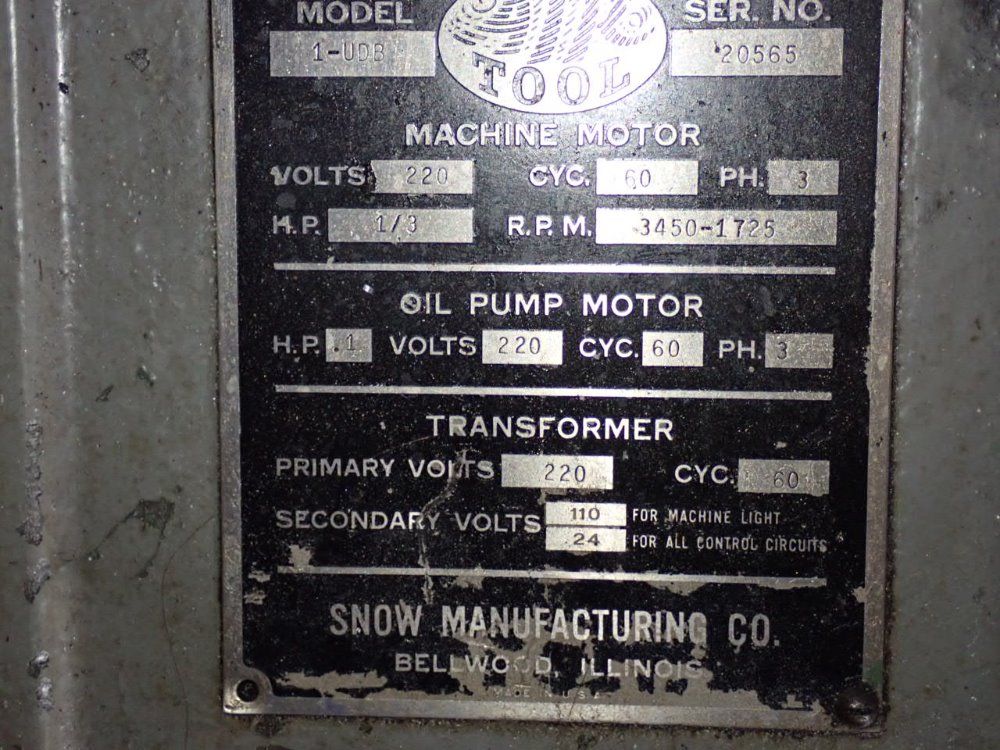 MODEL SER. NO.
1-UDB 20565
TOOL
MACHINE MOTOR
VOLTS 220 CYC. 60 PH. 3
H.P. 1/3 R.P.M. 3450-1725
OIL PUMP MOTOR
H.P. .1 VOLTS 220 CYC. 60 PH. 3
TRANSFORMER
PRIMARY VOLTS 220 CYC. 60
SECONDARY VOLTS 110 FOR MACHINE LIGHT
24 FOR ALL CONTROL CIRCUITS
SNOW MANUFACTURING CO.
BELLWOOD, ILLINOIS
MADE IN U.S.A.